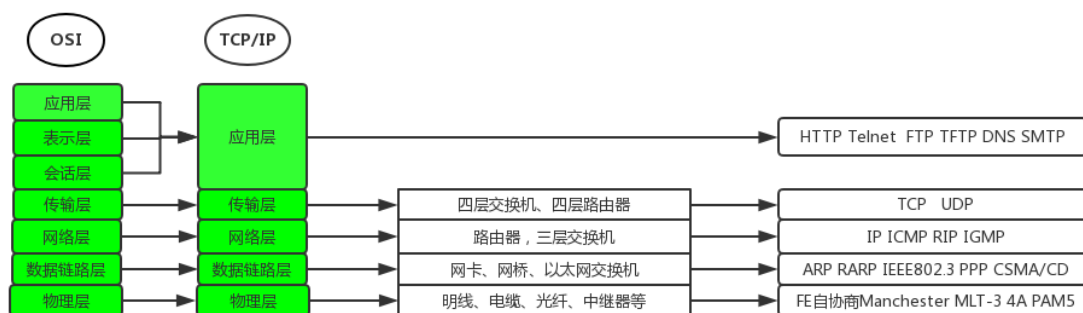 OSI TCP/IP
应用层
表示层
会话层
应用层
HTTP Telnet FTP TFTP DNS SMTP
传输层 传输层 四层交换机、四层路由器 TCP UDP
网络层 网络层 路由器，三层交换机 IP ICMP RIP IGMP
数据链路层 数据链路层 网卡、网桥、以太网交换机 ARP RARP IEEE802.3 PPP CSMA/CD
物理层 物理层 明线、电缆、光纤、中继器等 FE自协商Manchester MLT-3 4A PAM5